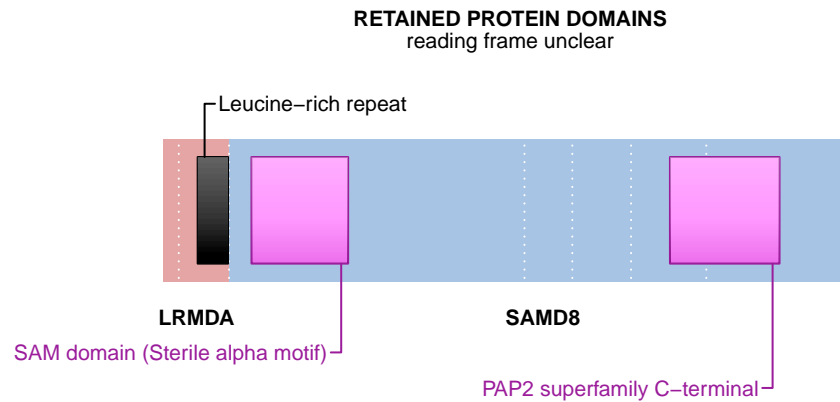 RETAINED PROTEIN DOMAINS
reading frame unclear
Leucine−rich repeat
LRMDA
SAMD8
SAM domain (Sterile alpha motif)
PAP2 superfamily C−terminal